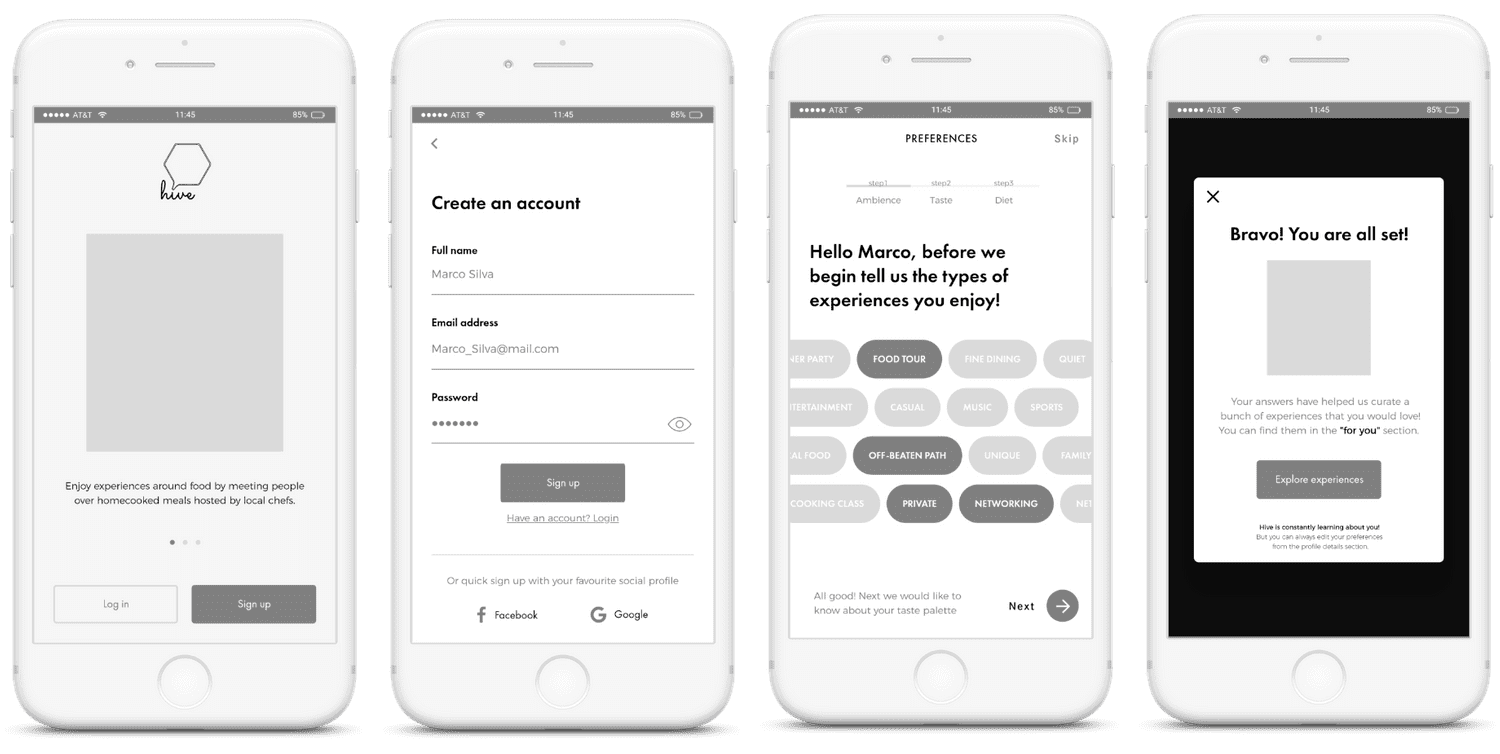 AT&T 11:45 85%
hive
Enjoy experiences around food by meeting people
over homecooked meals hosted by local chefs.
Log in
Sign up
AT&T 11:45 85%
Create an account
Full name
Marco Silva
Email address
Marco_Silva@mail.com
Password
Sign up
Have an account? Login
Or quick sign up with your favourite social profile
Facebook
Google
AT&T 11:45 85%
PREFERENCES
Skip
step1 step2 step3
Ambience Taste Diet
Hello Marco, before we
begin tell us the types of
experiences you enjoy!
NER PARTY FOOD TOUR FINE DINING QUIET
TERTAINMENT CASUAL MUSIC SPORTS
CAL FOOD OFF-BEATEN PATH UNIQUE FAMILY
COOKING CLASS PRIVATE NETWORKING NET
All good! Next we would like to
know about your taste palette
Next
AT&T 11:45 85%
Bravo! You are all set!
Your answers have helped us curate a
bunch of experiences that you would love!
You can find them in the "for you" section.
Explore experiences
Hive is constantly learning about you!
But you can always edit your preferences
from the profile details section.